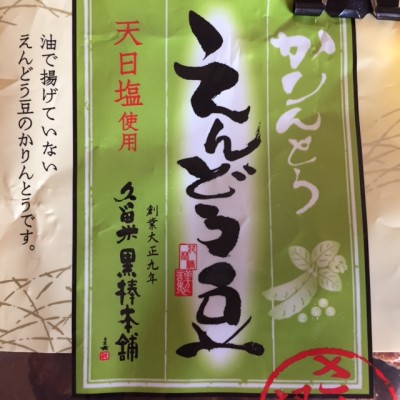 かりんとう
えんどう豆
天日塩使用
創業大正九年
久留米黒棒本舗
油で揚げていない
えんどう豆のかりんとうです。